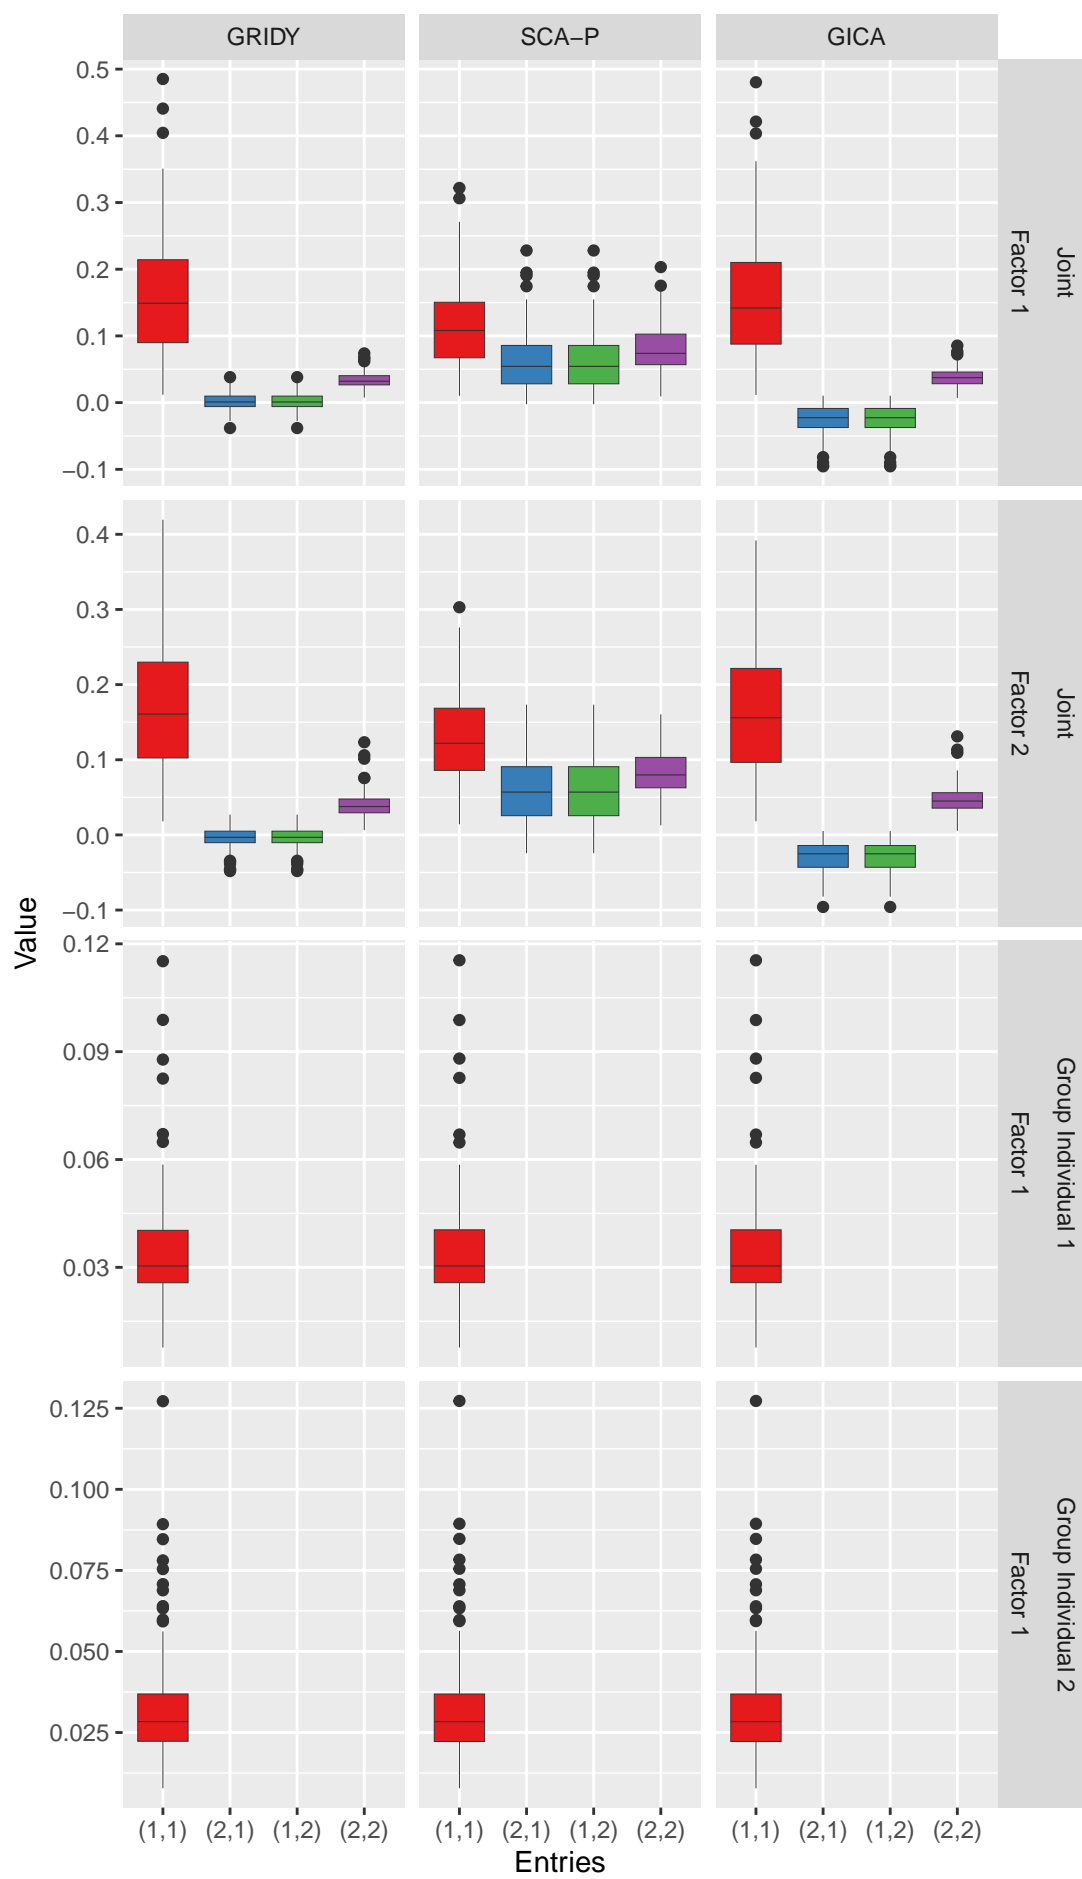 GRIDY SCA−P GICA
0.5
0.4
0.3
0.2
0.1
0.0
−0.1
Joint
Factor 1
0.4
0.3
0.2
0.1
0.0
−0.1
Joint
Factor 2
Value
0.12
0.09
0.06
0.03
Group Individual 1
Factor 1
0.125
0.100
0.075
0.050
0.025
Group Individual 2
Factor 1
(1,1) (2,1) (1,2) (2,2) (1,1) (2,1) (1,2) (2,2) (1,1) (2,1) (1,2) (2,2)
Entries